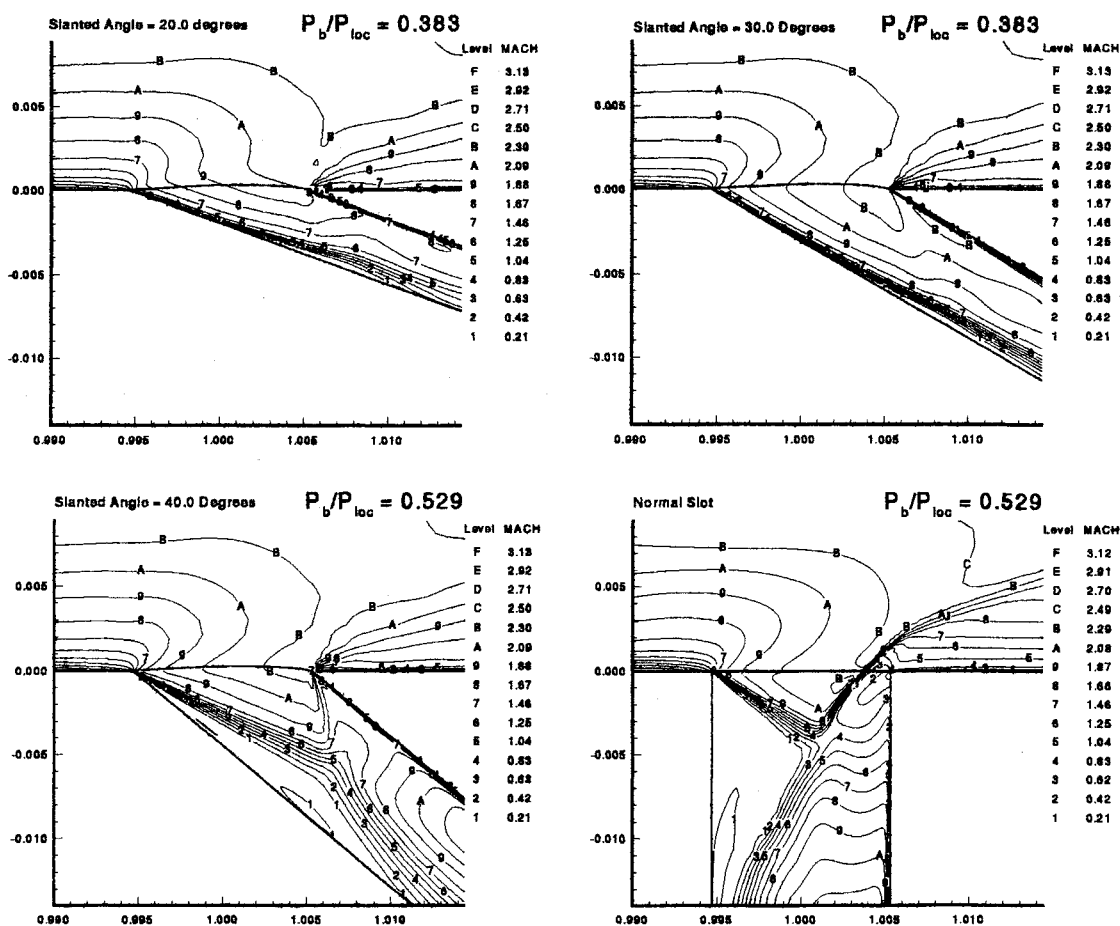 Slanted Angle = 20.0 degrees
P_b/P_loc = 0.383
Level MACH
F 3.13
E 2.92
D 2.71
C 2.50
B 2.30
A 2.09
9 1.88
8 1.67
7 1.46
6 1.25
5 1.04
4 0.83
3 0.63
2 0.42
1 0.21
0.005
0.000
-0.005
-0.010
0.990 0.995 1.000 1.005 1.010
Slanted Angle = 30.0 Degrees
P_b/P_loc = 0.383
Level MACH
F 3.13
E 2.92
D 2.71
C 2.50
B 2.30
A 2.09
9 1.88
8 1.67
7 1.46
6 1.25
5 1.04
4 0.83
3 0.63
2 0.42
1 0.21
0.005
0.000
-0.005
-0.010
0.990 0.995 1.000 1.005 1.010
Slanted Angle = 40.0 Degrees
P_b/P_loc = 0.529
Level MACH
F 3.13
E 2.92
D 2.71
C 2.50
B 2.30
A 2.09
9 1.88
8 1.67
7 1.46
6 1.25
5 1.04
4 0.83
3 0.63
2 0.42
1 0.21
0.005
0.000
-0.005
-0.010
0.990 0.995 1.000 1.005 1.010
Normal Slot
P_b/P_loc = 0.529
Level MACH
F 3.12
E 2.91
D 2.70
C 2.49
B 2.29
A 2.08
9 1.87
8 1.66
7 1.46
6 1.25
5 1.04
4 0.83
3 0.62
2 0.42
1 0.21
0.005
0.000
-0.005
-0.010
0.990 0.995 1.000 1.005 1.010